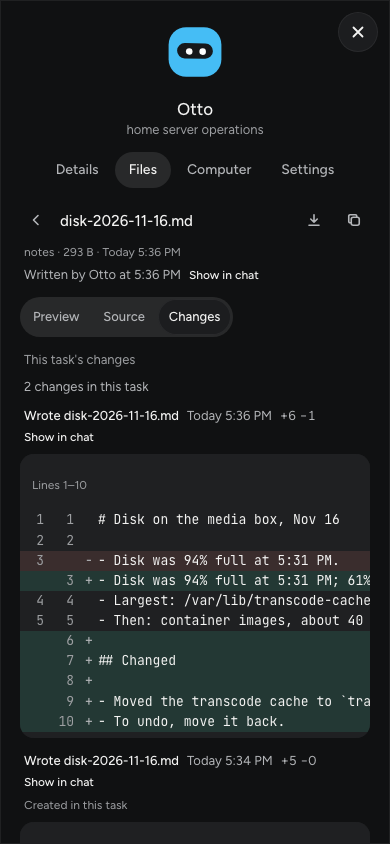 Otto
home server operations
Details Files Computer Settings
disk-2026-11-16.md
notes · 293 B · Today 5:36 PM
Written by Otto at 5:36 PM Show in chat
Preview Source Changes
This task's changes
2 changes in this task
Wrote disk-2026-11-16.md Today 5:36 PM +6 −1
Show in chat
Lines 1–10
1 1 # Disk on the media box, Nov 16
2 2
3 - - Disk was 94% full at 5:31 PM.
3 + - Disk was 94% full at 5:31 PM; 61%
4 4 - Largest: /var/lib/transcode-cache
5 5 - Then: container images, about 40
6 +
7 + ## Changed
8 +
9 + - Moved the transcode cache to `tra
10 + - To undo, move it back.
Wrote disk-2026-11-16.md Today 5:34 PM +5 −0
Show in chat
Created in this task